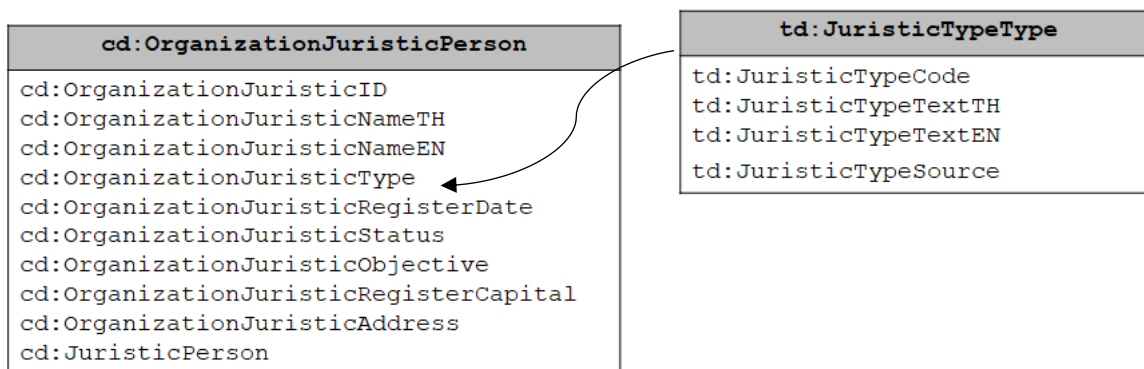 cd:OrganizationJuristicPerson
cd:OrganizationJuristicID
cd:OrganizationJuristicNameTH
cd:OrganizationJuristicNameEN
cd:OrganizationJuristicType
cd:OrganizationJuristicRegisterDate
cd:OrganizationJuristicStatus
cd:OrganizationJuristicObjective
cd:OrganizationJuristicRegisterCapital
cd:OrganizationJuristicAddress
cd:JuristicPerson
td:JuristicTypeType
td:JuristicTypeCode
td:JuristicTypeTextTH
td:JuristicTypeTextEN
td:JuristicTypeSource